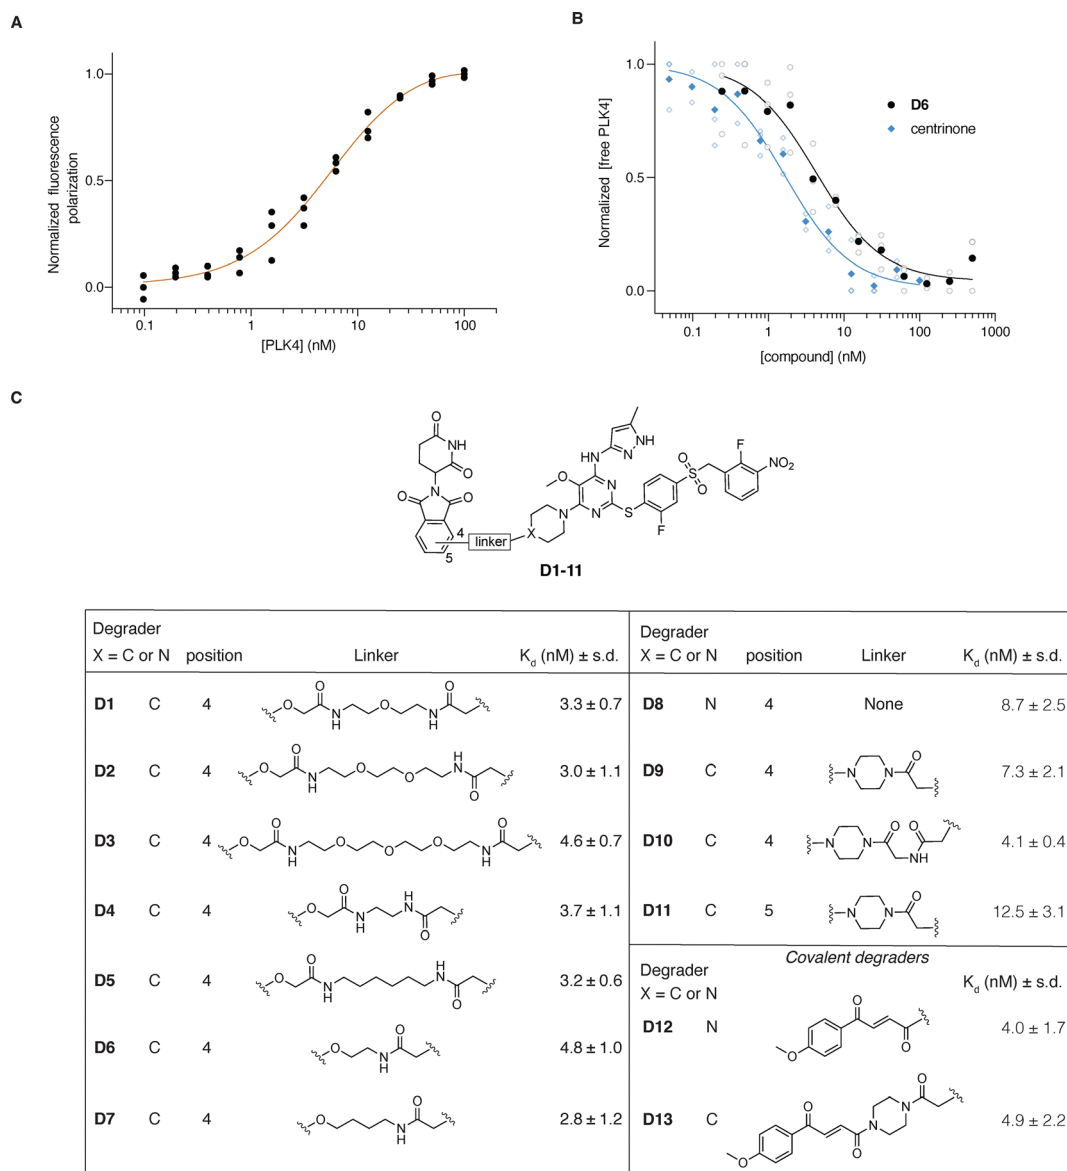 A
Normalized fluorescence
polarization
1.0
0.5
0.0
0.1
1
10
100
[PLK4] (nM)
B
Normalized [free PLK4]
1.0
0.5
0.0
0.1
1
10
100
1000
[compound] (nM)
D6
centrinone
C
O
NH
O
N
O
O
4
5
linker
X
N
O
HN
N
NH
N
N
S
F
O
S
O
F
NO2
D1-11
Degrader
X = C or N position Linker Kd (nM) ± s.d.
D1 C 4 O O N H O N H O 3.3 ± 0.7
D2 C 4 O O N H O O H N O 3.0 ± 1.1
D3 C 4 O O N H O O O N H O 4.6 ± 0.7
D4 C 4 O O N H H N O 3.7 ± 1.1
D5 C 4 O O N H H N O 3.2 ± 0.6
D6 C 4 O N H O 4.8 ± 1.0
D7 C 4 O N H O 2.8 ± 1.2
Degrader
X = C or N position Linker Kd (nM) ± s.d.
D8 N 4 None 8.7 ± 2.5
D9 C 4 N N O 7.3 ± 2.1
D10 C 4 N N O NH O 4.1 ± 0.4
D11 C 5 N N O 12.5 ± 3.1
Covalent degraders
Degrader
X = C or N Kd (nM) ± s.d.
D12 N O O O 4.0 ± 1.7
D13 C O O O N N O 4.9 ± 2.2